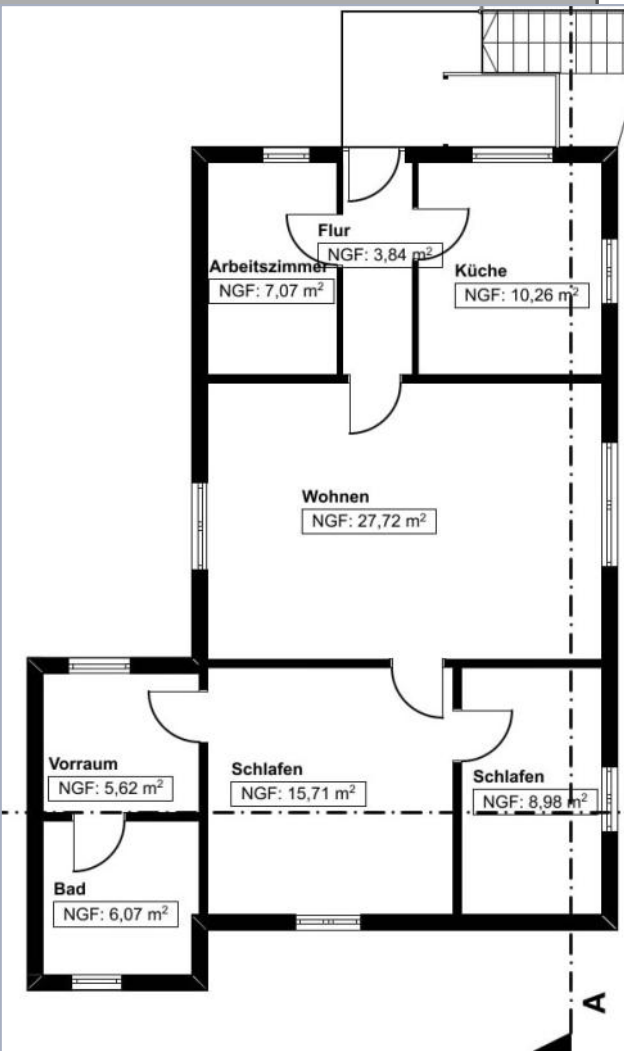 Flur
NGF: 3,84 m²
Arbeitszimmer
NGF: 7,07 m²
Küche
NGF: 10,26 m²
Wohnen
NGF: 27,72 m²
Vorraum
NGF: 5,62 m²
Schlafen
NGF: 15,71 m²
Schlafen
NGF: 8,98 m²
Bad
NGF: 6,07 m²
A